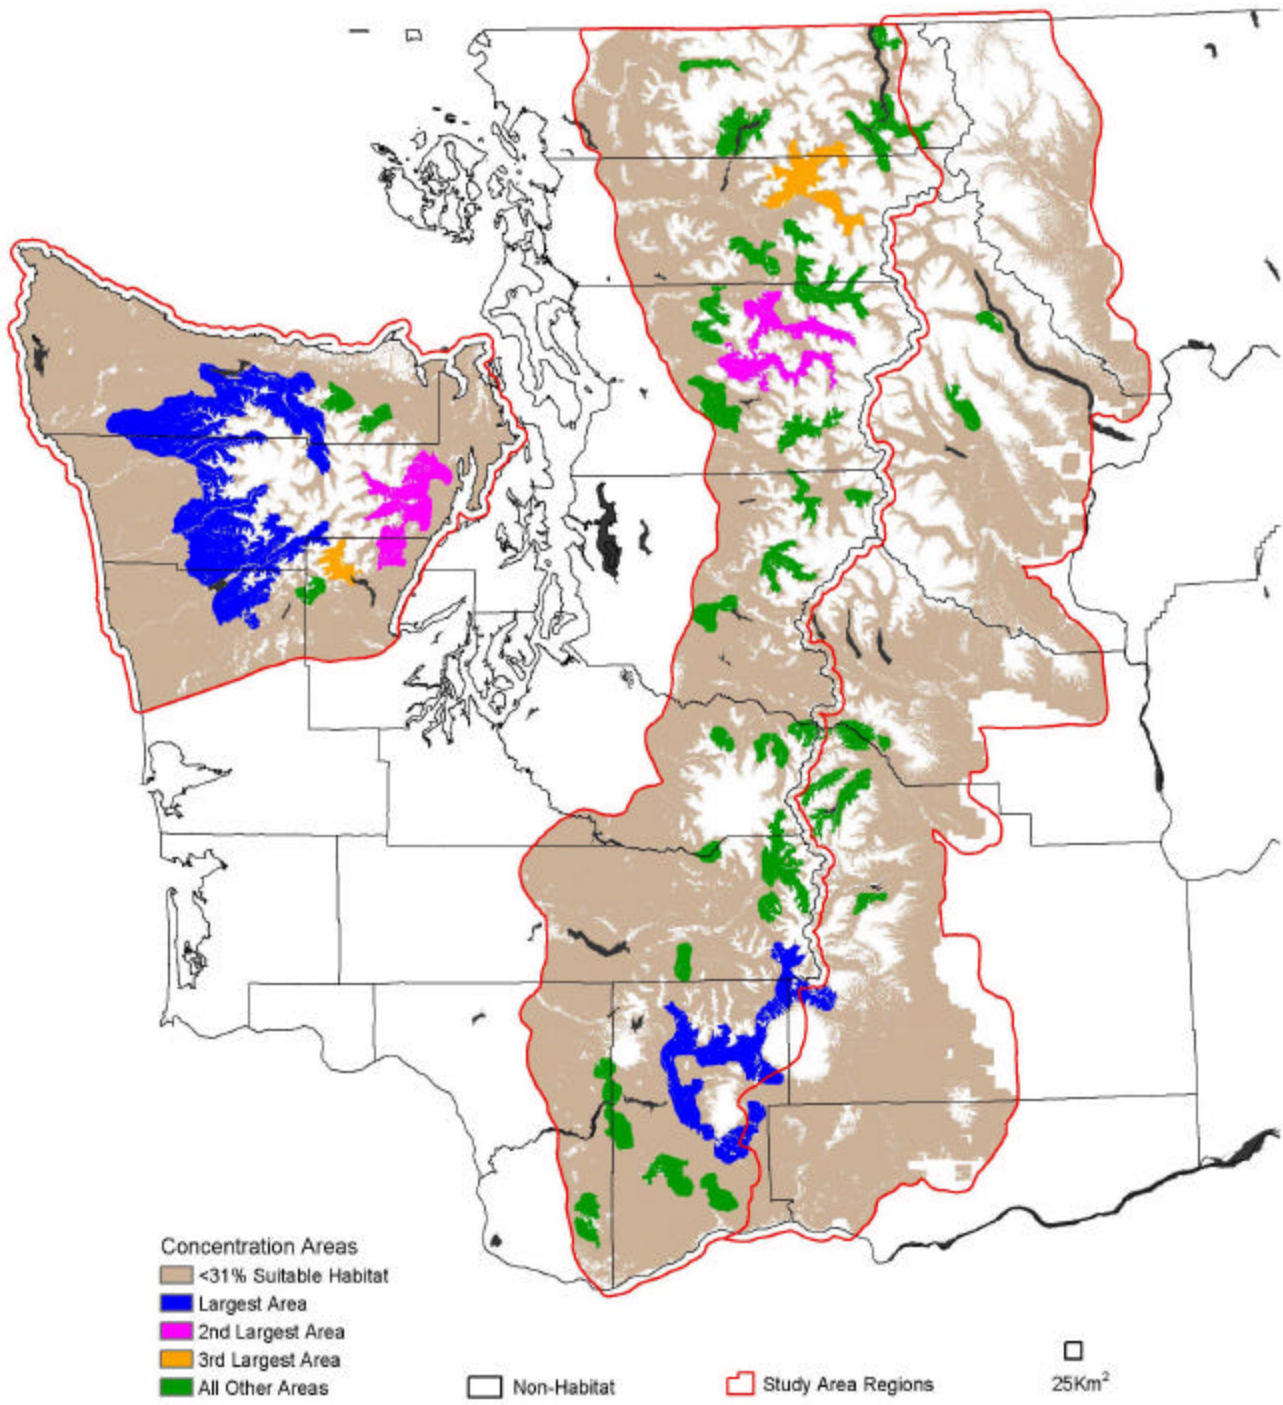 Concentration Areas
<31% Suitable Habitat
Largest Area
2nd Largest Area
3rd Largest Area
All Other Areas
Non-Habitat
Study Area Regions
25Km²